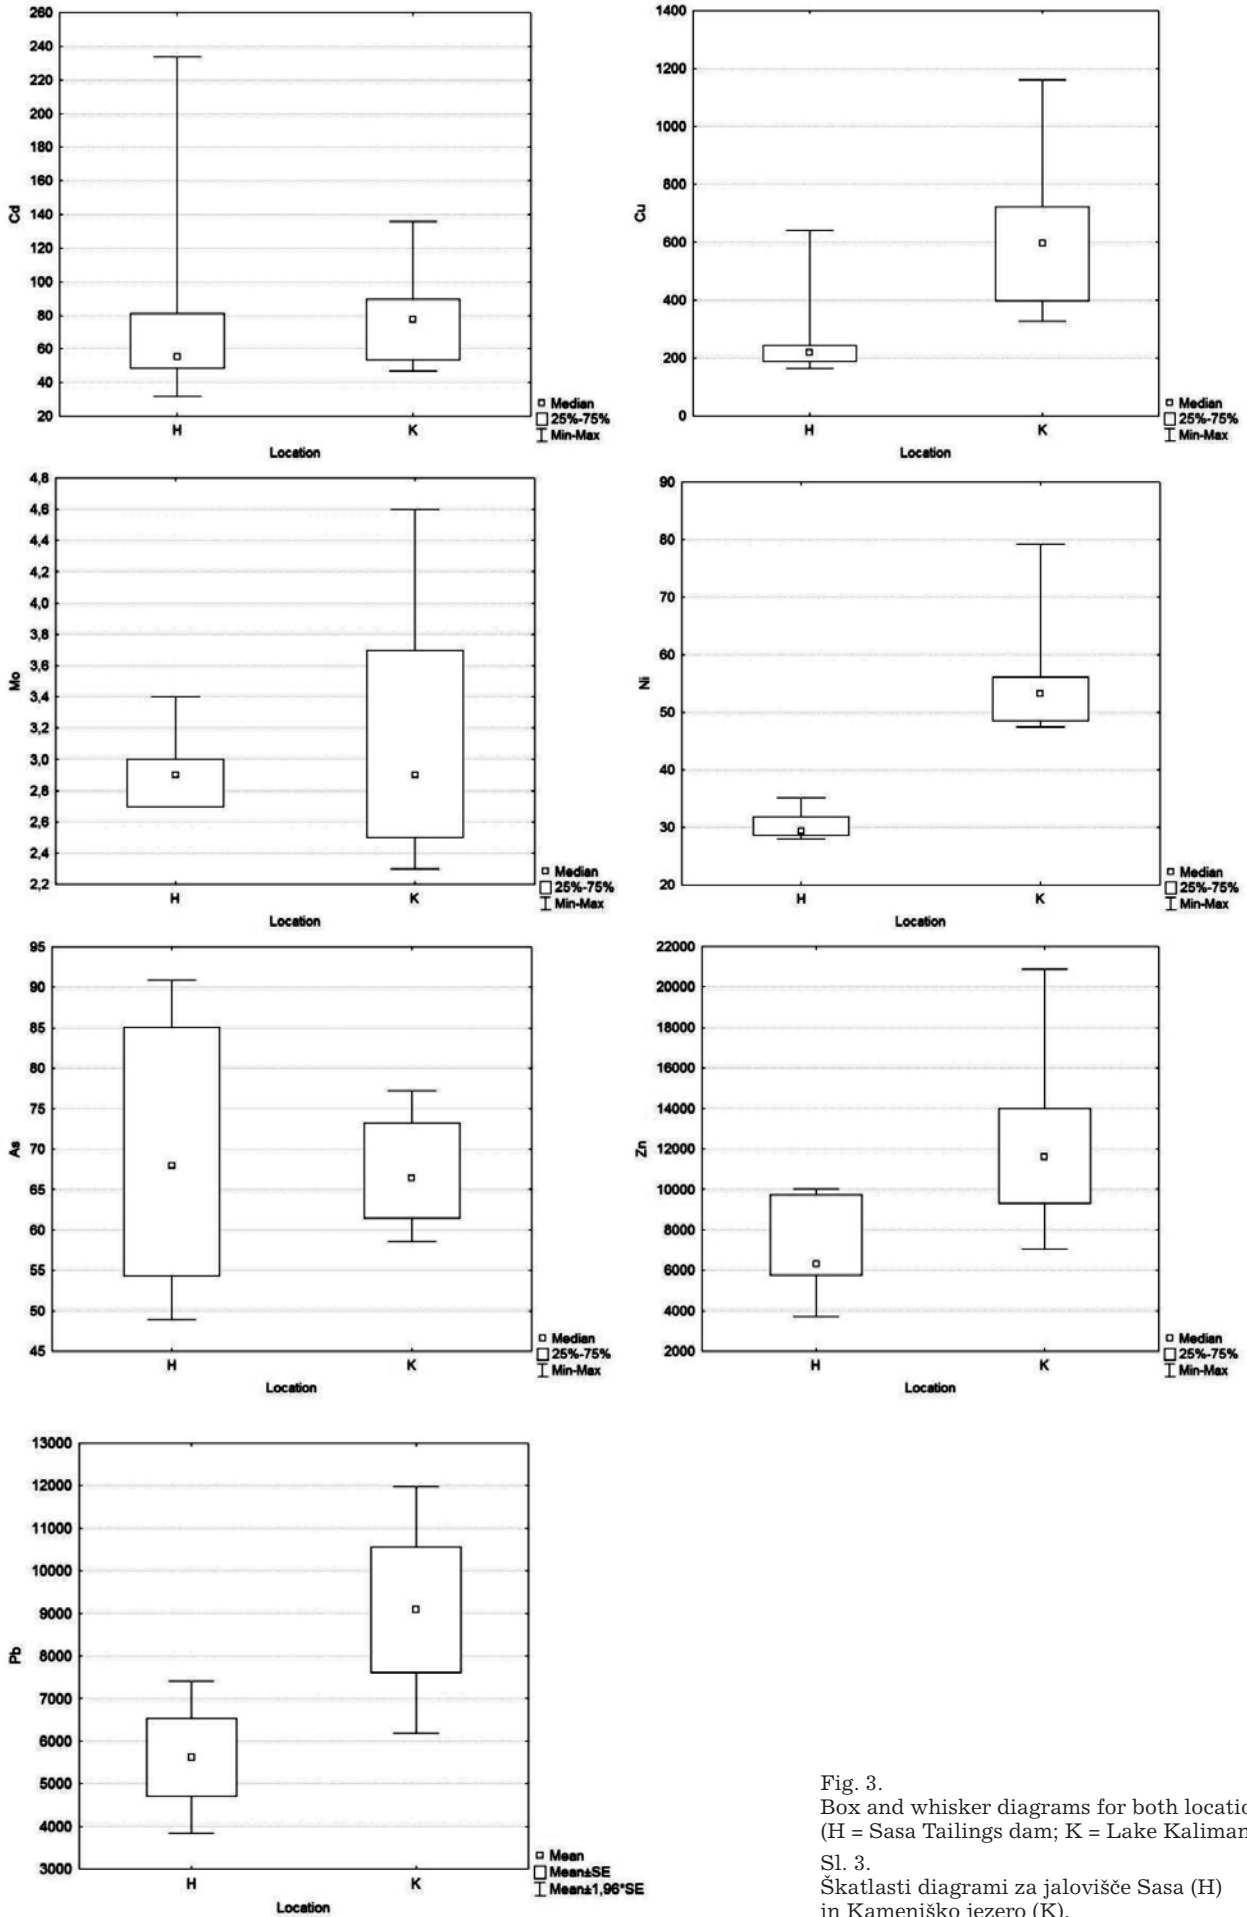 260
240
220
200
180
160
140
120
100
80
60
40
20
Cd
H
K
Location
Median
25%-75%
Min-Max
1400
1200
1000
800
600
400
200
0
Cu
H
K
Location
Median
25%-75%
Min-Max
4,8
4,6
4,4
4,2
4,0
3,8
3,6
3,4
3,2
3,0
2,8
2,6
2,4
2,2
Mo
H
K
Location
Median
25%-75%
Min-Max
90
80
70
60
50
40
30
20
Ni
H
K
Location
Median
25%-75%
Min-Max
95
90
85
80
75
70
65
60
55
50
45
As
H
K
Location
Median
25%-75%
Min-Max
22000
20000
18000
16000
14000
12000
10000
8000
6000
4000
2000
Zn
H
K
Location
Median
25%-75%
Min-Max
13000
12000
11000
10000
9000
8000
7000
6000
5000
4000
3000
Pb
H
K
Location
Mean
Mean±SE
Mean±1,96*SE
Fig. 3.
Box and whisker diagrams for both locatio
(H = Sasa Tailings dam; K = Lake Kaliman
Sl. 3.
Škatlasti diagrami za jalovišče Sasa (H)
in Kameniško jezero (K).